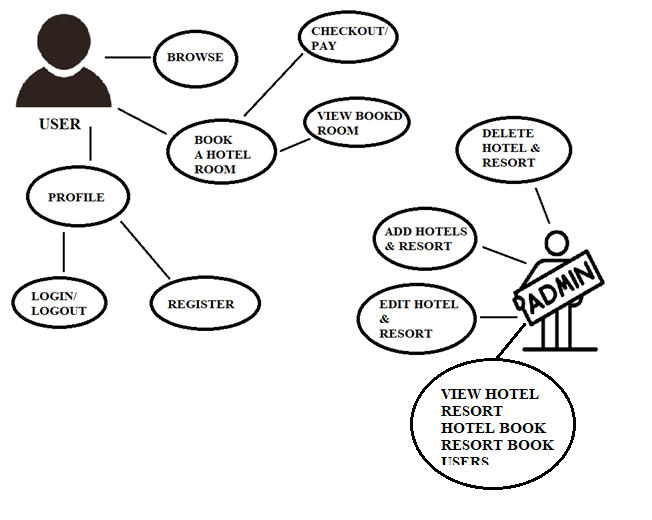 USER
BROWSE
CHECKOUT/
PAY
BOOK
A HOTEL
ROOM
VIEW BOOKD
ROOM
PROFILE
LOGIN/
LOGOUT
REGISTER
DELETE
HOTEL &
RESORT
ADD HOTELS
& RESORT
EDIT HOTEL
&
RESORT
ADMIN
VIEW HOTEL
RESORT
HOTEL BOOK
RESORT BOOK
USERS